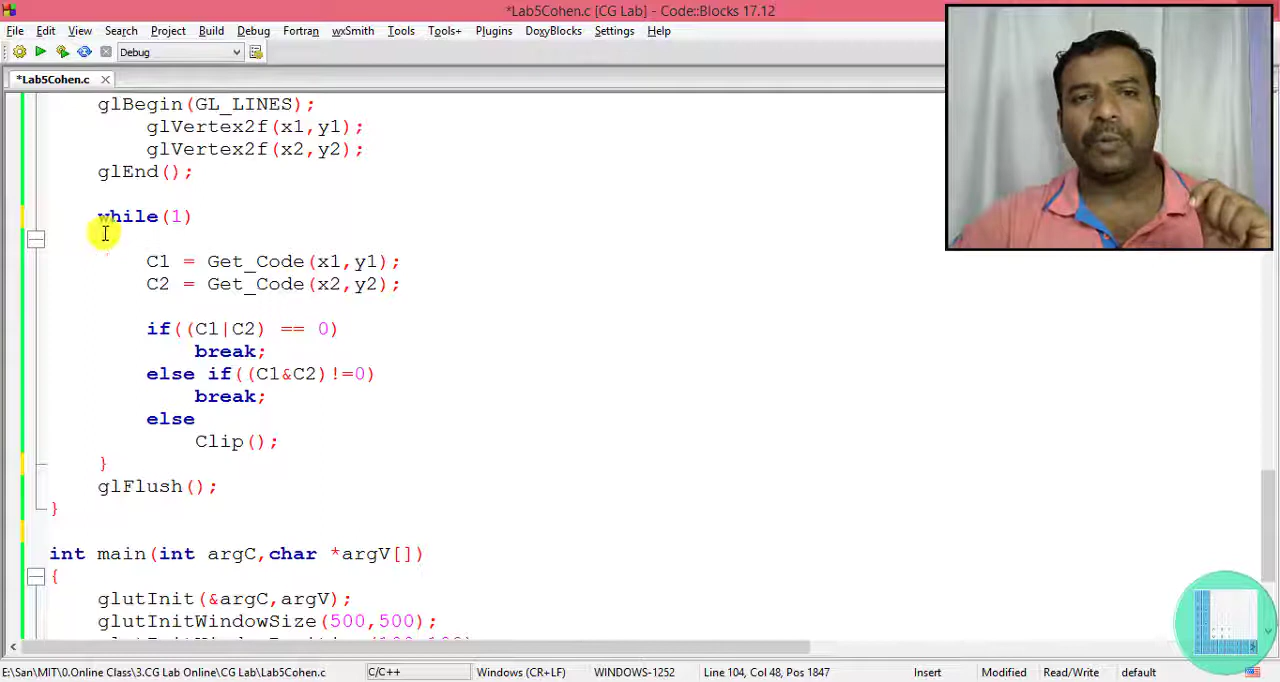 *Lab5Cohen.c [CG Lab] - Code::Blocks 17.12
File Edit View Search Project Build Debug Fortran wxSmith Tools Tools+ Plugins DoxyBlocks Settings Help
Debug
*Lab5Cohen.c
glBegin(GL_LINES);
glVertex2f(x1,y1);
glVertex2f(x2,y2);
glEnd();
while(1)
C1 = Get_Code(x1,y1);
C2 = Get_Code(x2,y2);
if((C1|C2) == 0)
break;
else if((C1&C2)!=0)
break;
else
Clip();
}
glFlush();
}
int main(int argC,char *argV[])
{
glutInit(&argC,argV);
glutInitWindowSize(500,500);
E:\San\MIT\0.Online Class\3.CG Lab Online\CG Lab\Lab5Cohen.c C/C++ Windows (CR+LF) WINDOWS-1252 Line 104, Col 48, Pos 1847 Insert Modified Read/Write default